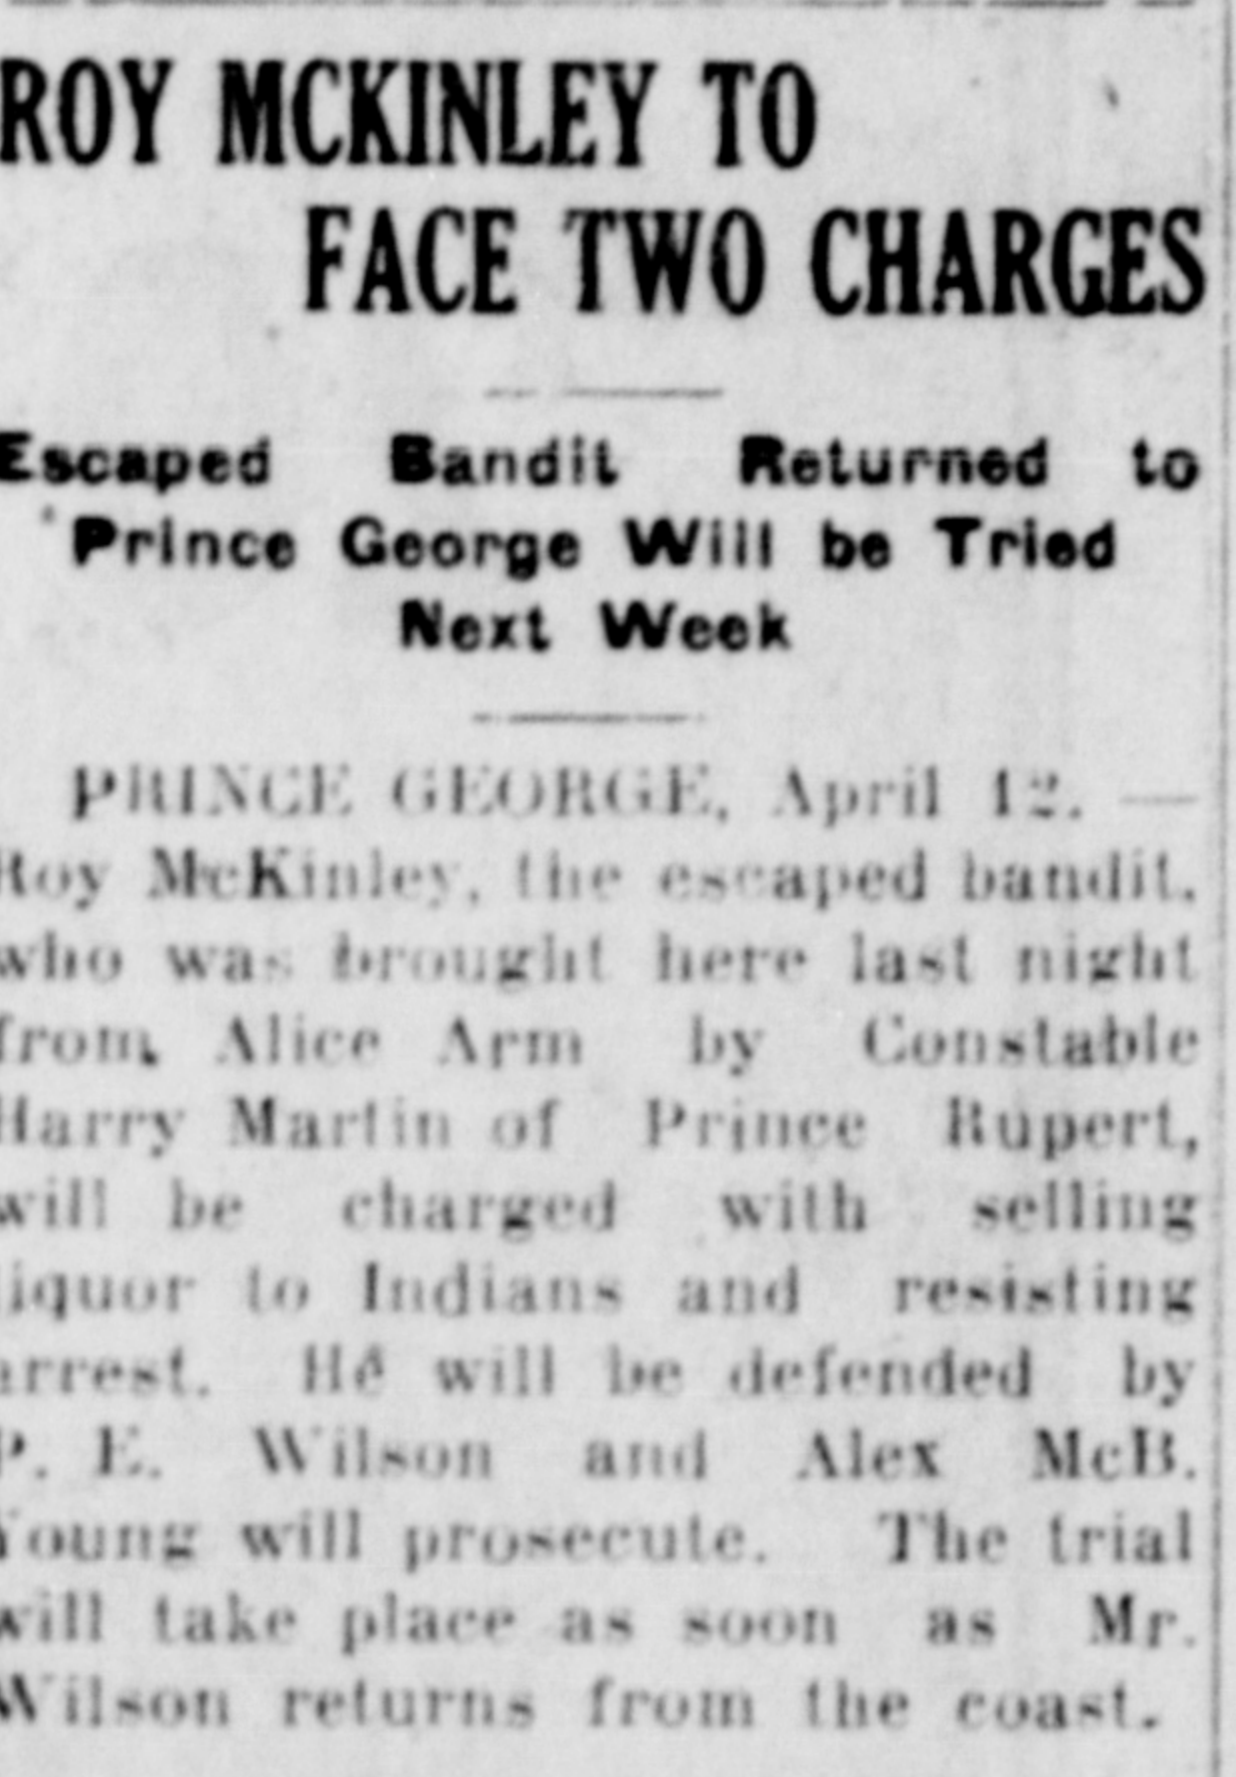 ROY MCKINLEY TO
FACE TWO CHARGES
Escaped Bandit Returned to
Prince George Will be Tried
Next Week
PRINCE GEORGE, April 12. —
Roy McKinley, the escaped bandit,
who was brought here last night
from Alice Arm by Constable
Harry Martin of Prince Rupert,
will be charged with selling
liquor to Indians and resisting
arrest. He will be defended by
P. E. Wilson and Alex McB.
Young will prosecute. The trial
will take place as soon as Mr.
Wilson returns from the coast.